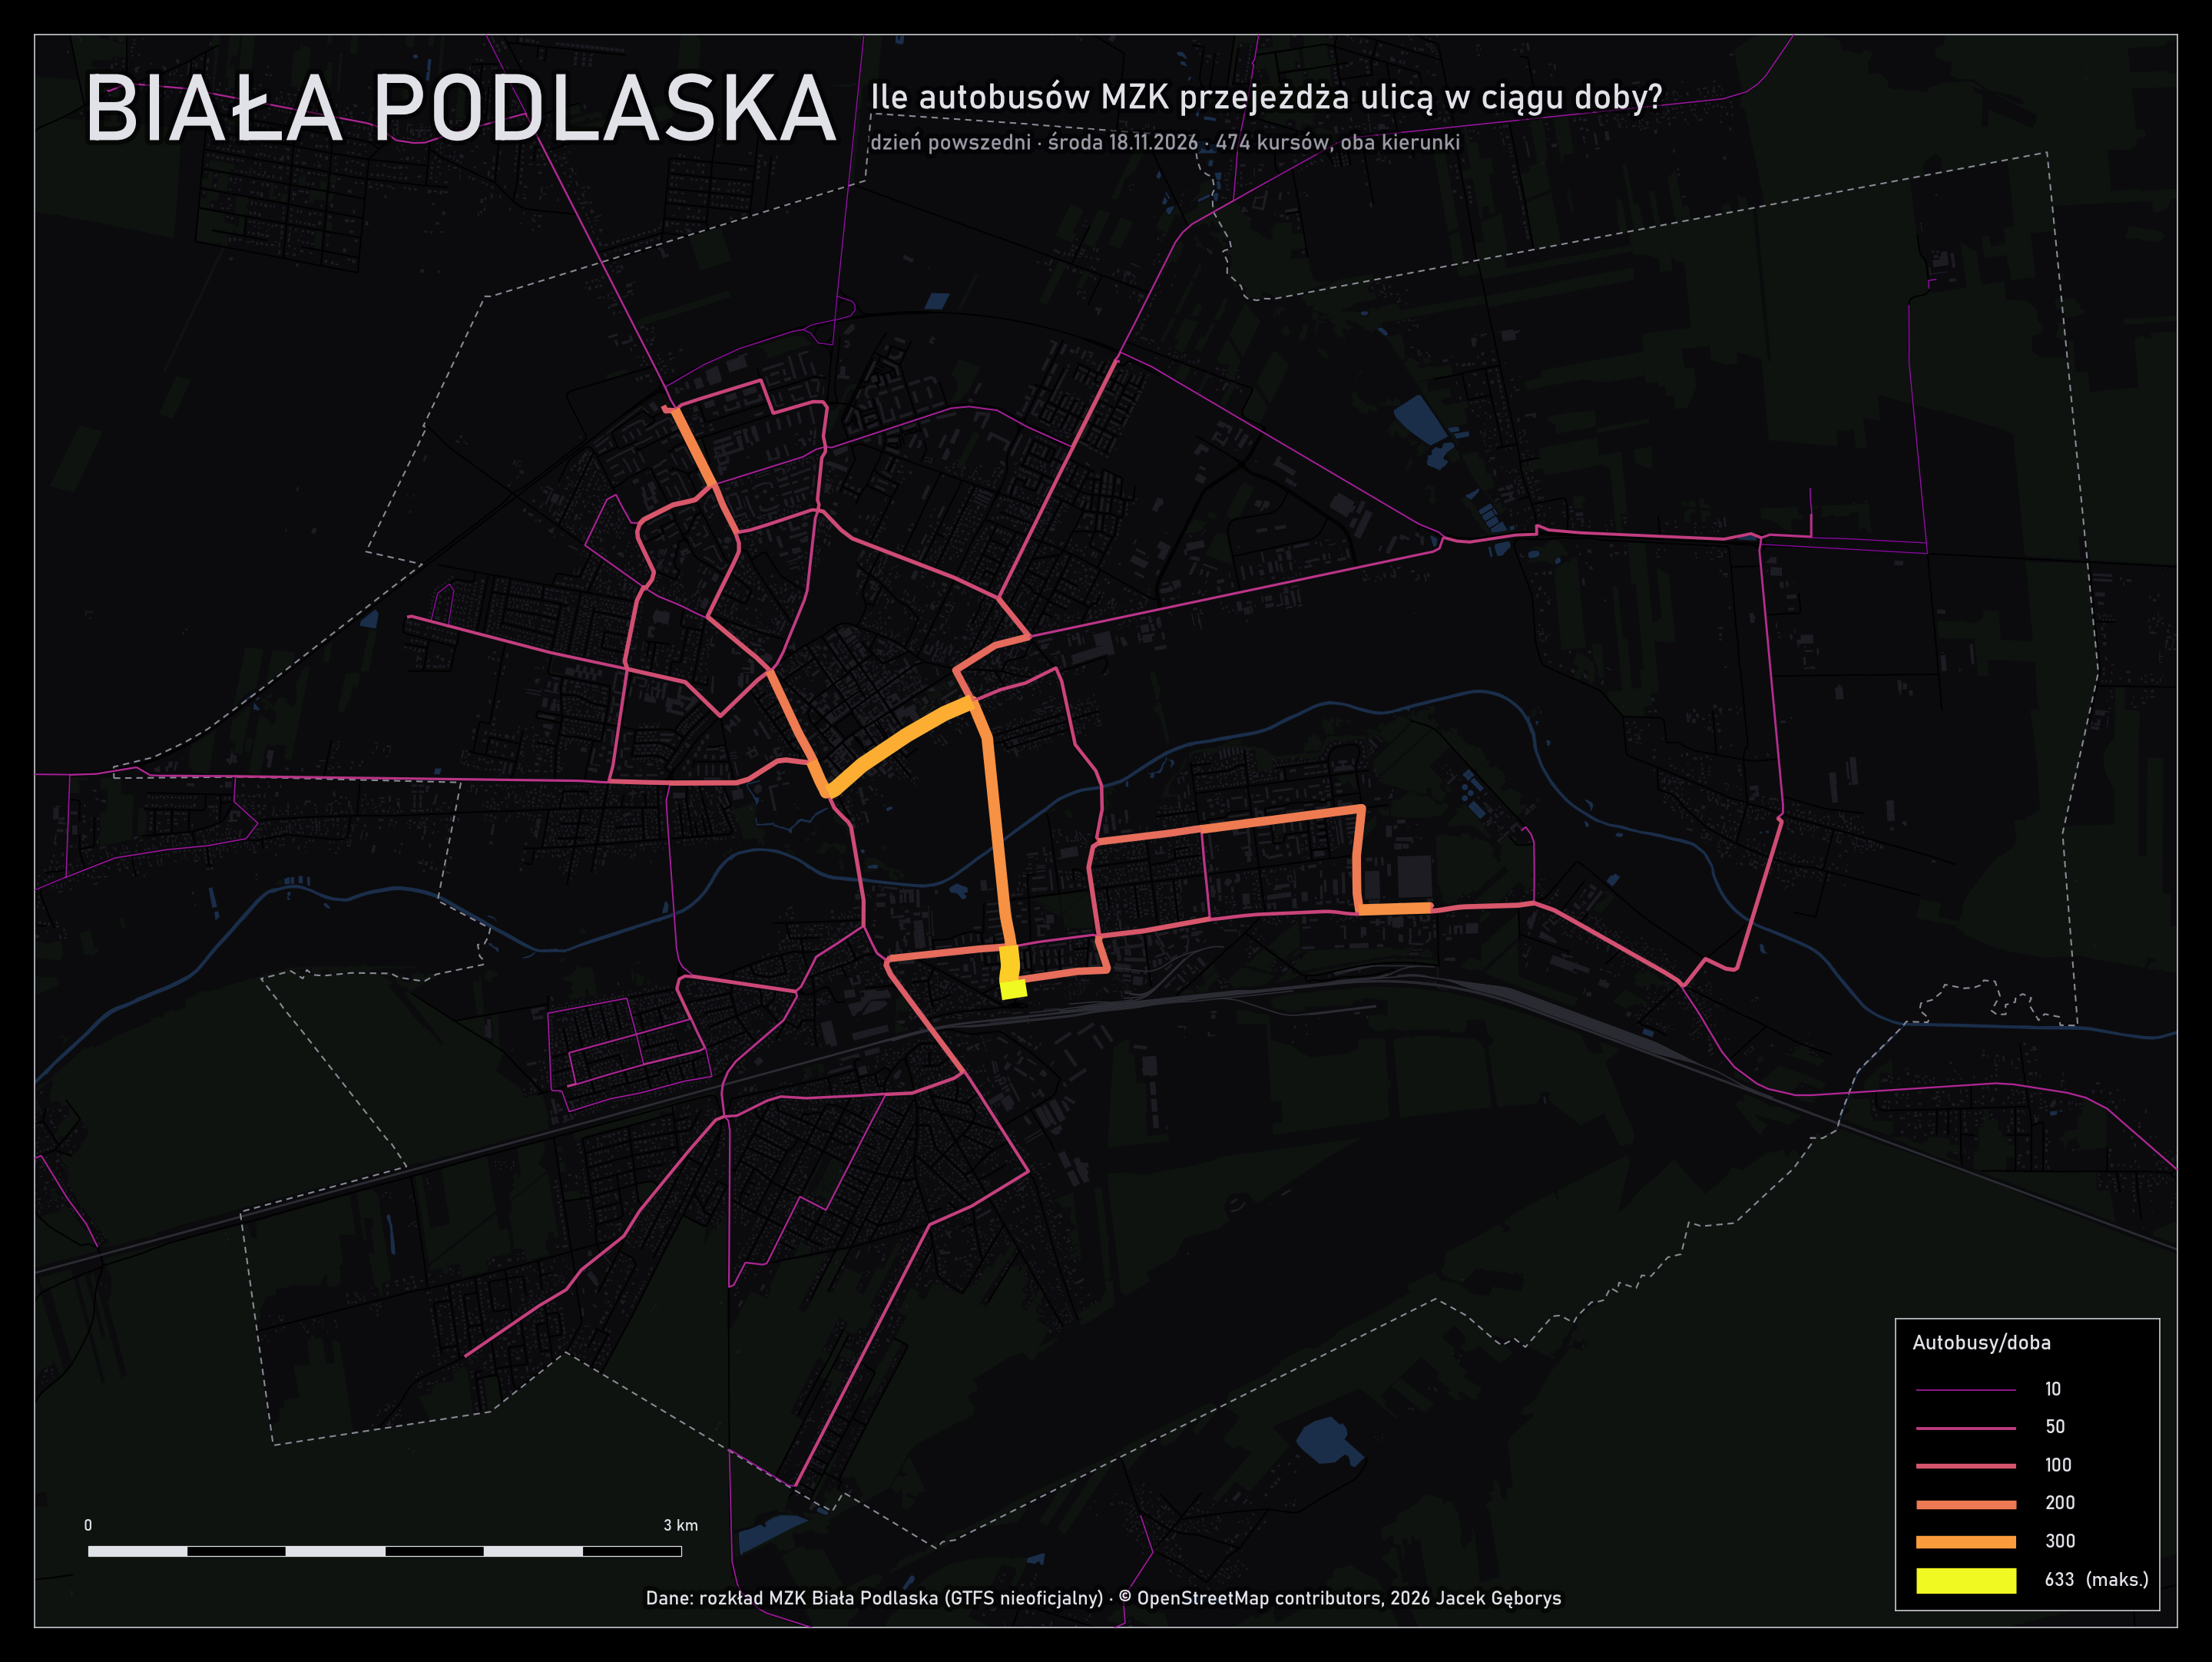 BIAŁA PODLASKA
Ile autobusów MZK przejeżdża ulicą w ciągu doby?
dzień powszedni · środa 18.11.2026 · 474 kursów, oba kierunki
Autobusy/doba
10
50
100
200
300
633 (maks.)
0 3 km
Dane: rozkład MZK Biała Podlaska (GTFS nieoficjalny) · © OpenStreetMap contributors, 2026 Jacek Gęborys